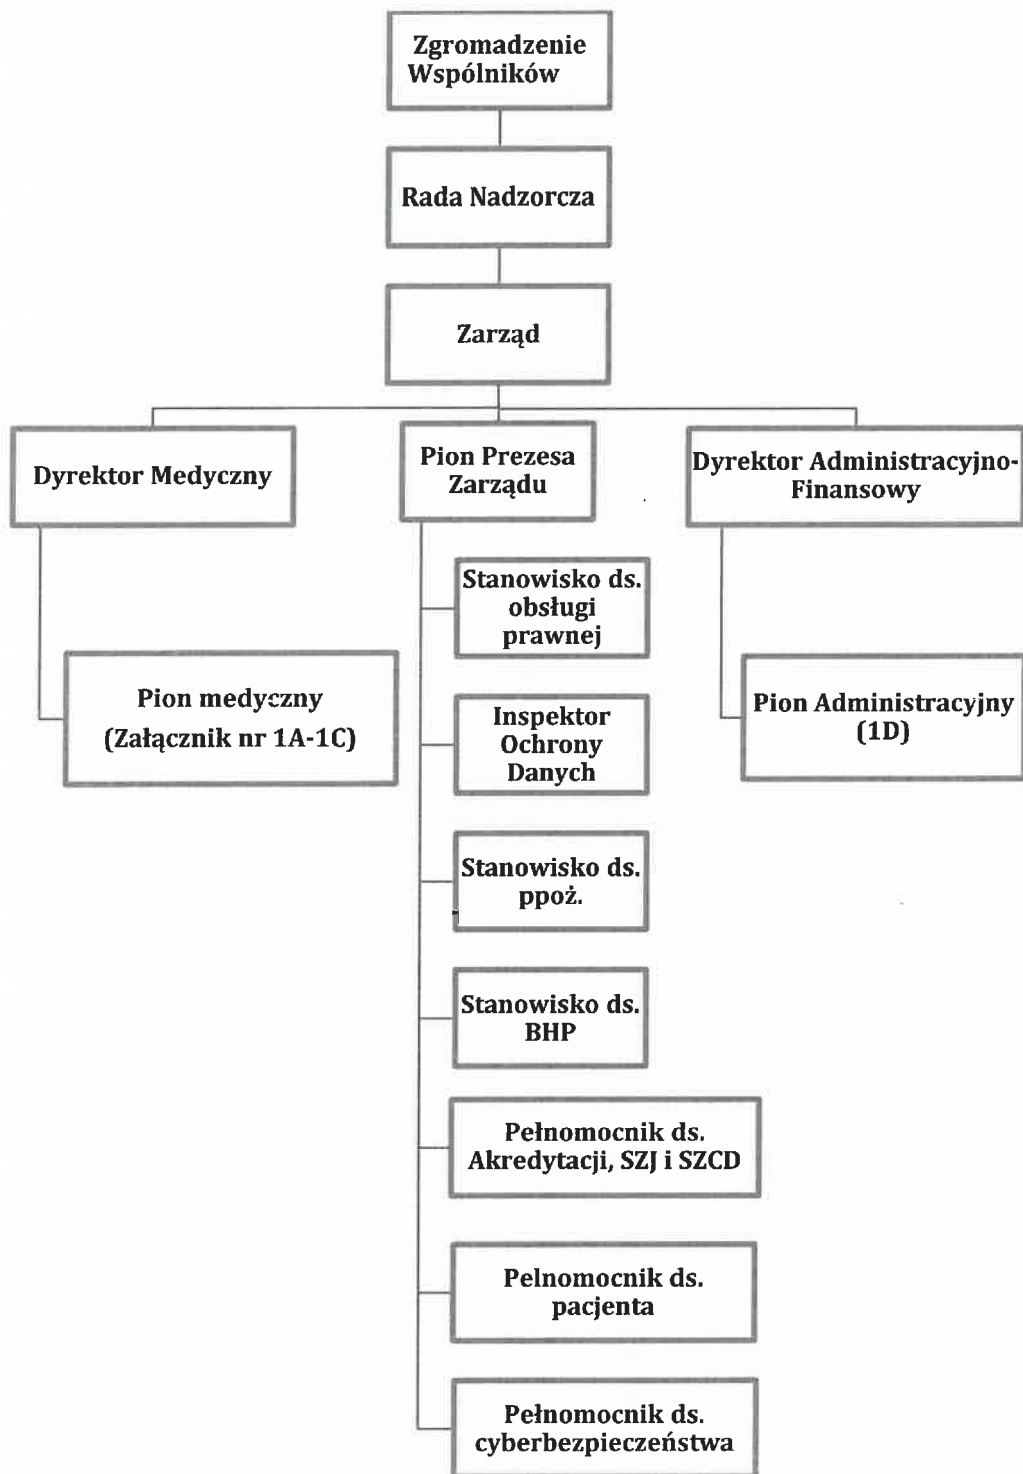 Zgromadzenie
Wspólników
Rada Nadzorcza
Zarząd
Dyrektor Medyczny
Pion Prezesa
Zarządu
Dyrektor Administracyjno-
Finansowy
Stanowisko ds.
obsługi
prawnej
Pion medyczny
(Załącznik nr 1A-1C)
Pion Administracyjny
(1D)
Inspektor
Ochrony
Danych
Stanowisko ds.
ppoż.
Stanowisko ds.
BHP
Pełnomocnik ds.
Akredytacji, SZJ i SZCD
Pelnomocnik ds.
pacjenta
Pełnomocnik ds.
cyberbezpieczeństwa